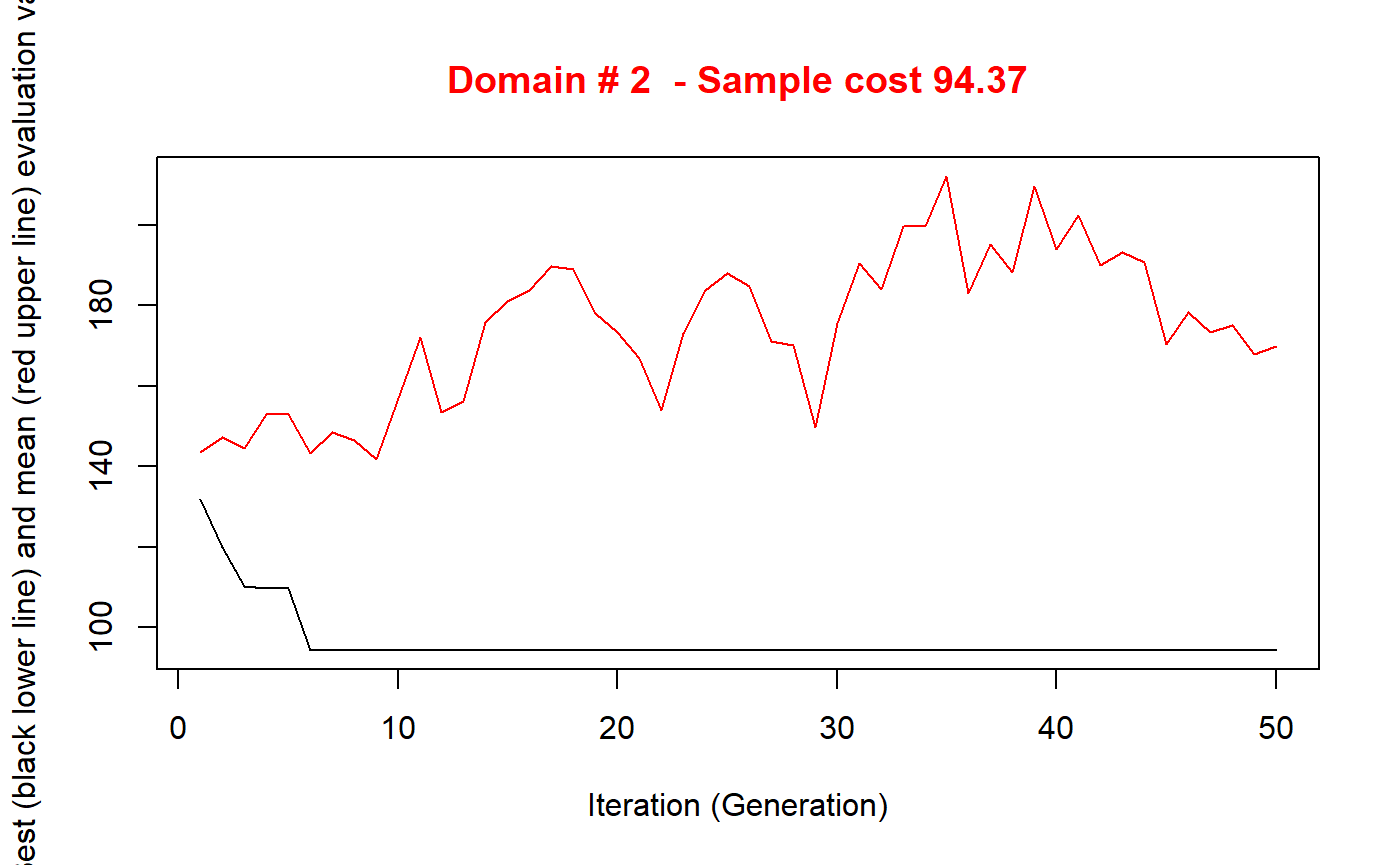 Domain # 2  - Sample cost 94.37
(black lower line) and mean (red upper line) evaluation
180
140
100
0 10 20 30 40 50
Iteration (Generation)